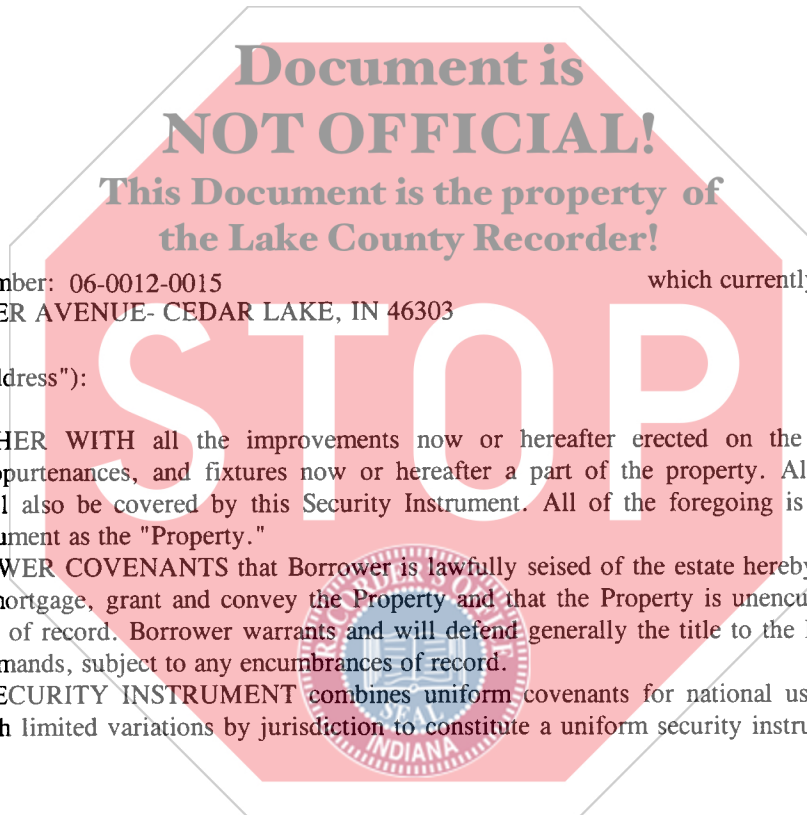 Document is
NOT OFFICIAL!
This Document is the property of
the Lake County Recorder!
mber: 06-0012-0015 which currently
ER AVENUE- CEDAR LAKE, IN 46303
ddress"):
HER WITH all the improvements now or hereafter erected on the
ppurtenances, and fixtures now or hereafter a part of the property. Al
l also be covered by this Security Instrument. All of the foregoing is
ument as the "Property."
WER COVENANTS that Borrower is lawfully seised of the estate hereby
nortgage, grant and convey the Property and that the Property is unencu
of record. Borrower warrants and will defend generally the title to the
mands, subject to any encumbrances of record.
ECURITY INSTRUMENT combines uniform covenants for national us
h limited variations by jurisdiction to constitute a uniform security instru
STOP
RECORDER'S OFFICE
SEAL
INDIANA